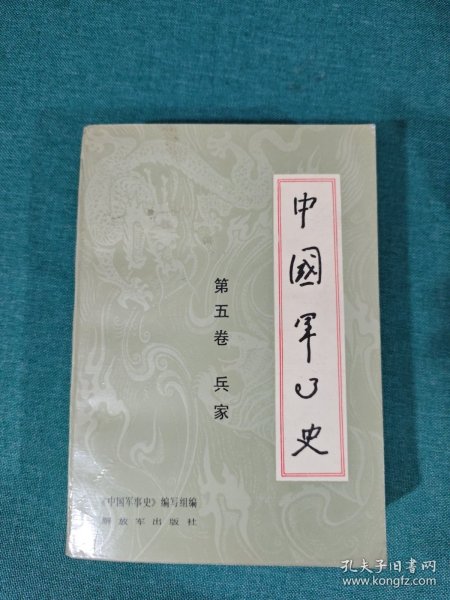 中國军事史
第五卷 兵家
《中国军事史》编写组编
解放军出版社
孔夫子旧书网
www.kongfz.com